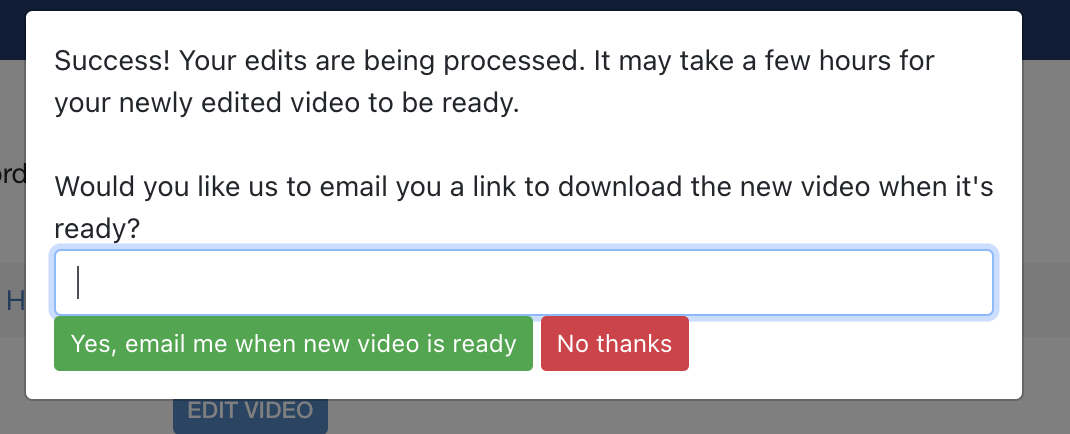 Success! Your edits are being processed. It may take a few hours for
your newly edited video to be ready.
ord
Would you like us to email you a link to download the new video when it's
ready?
H
Yes, email me when new video is ready
No thanks
EDIT VIDEO